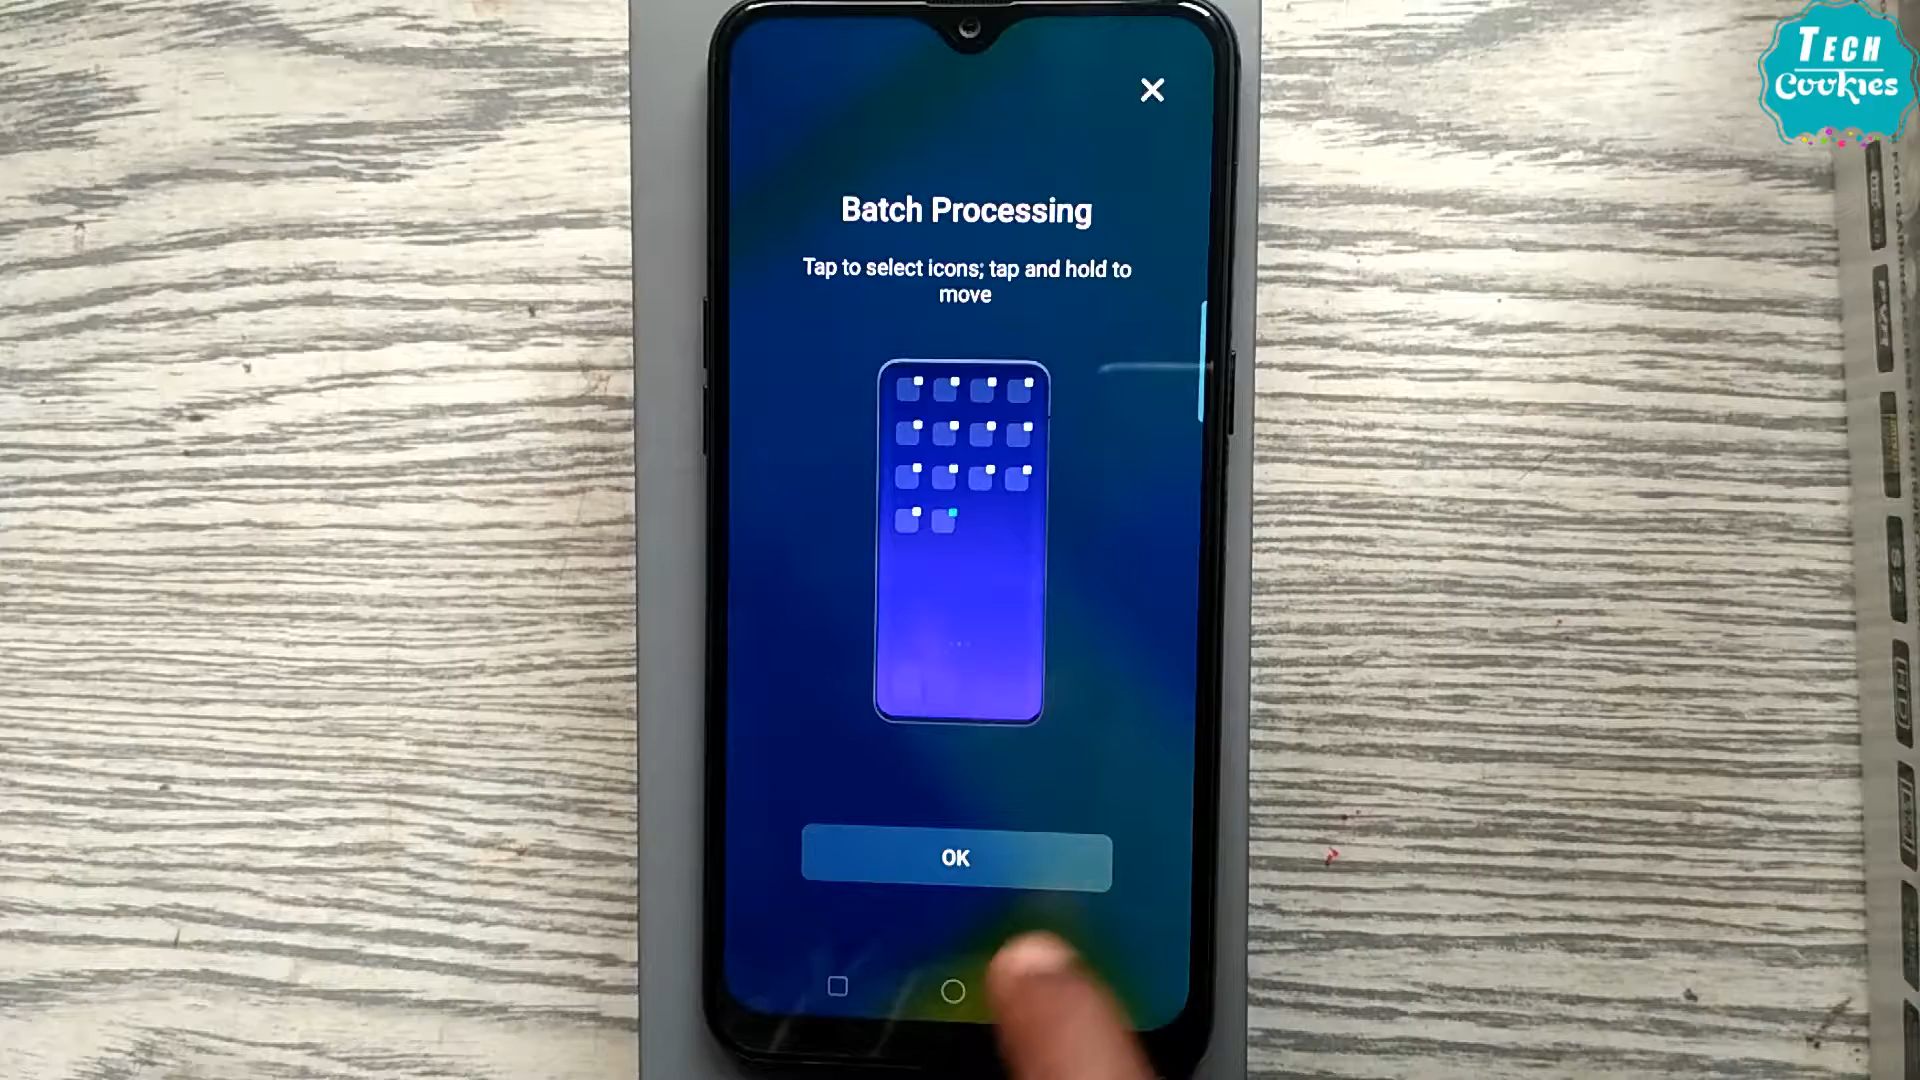 TECH
Cookies
Batch Processing
Tap to select icons; tap and hold to
move
OK